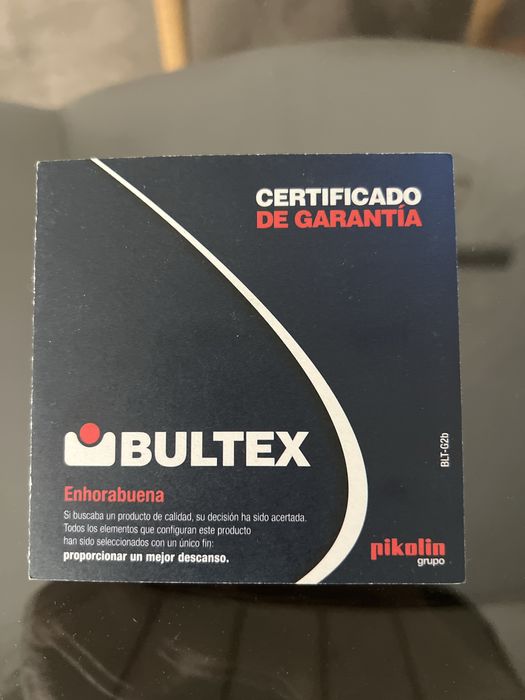 CERTIFICADO
DE GARANTÍA
BULTEX
Enhorabuena
Si buscaba un producto de calidad, su decisión ha sido acertada.
Todos los elementos que configuran este producto
han sido seleccionados con un único fin:
proporcionar un mejor descanso.
BLT-G2b
pikolin
grupo